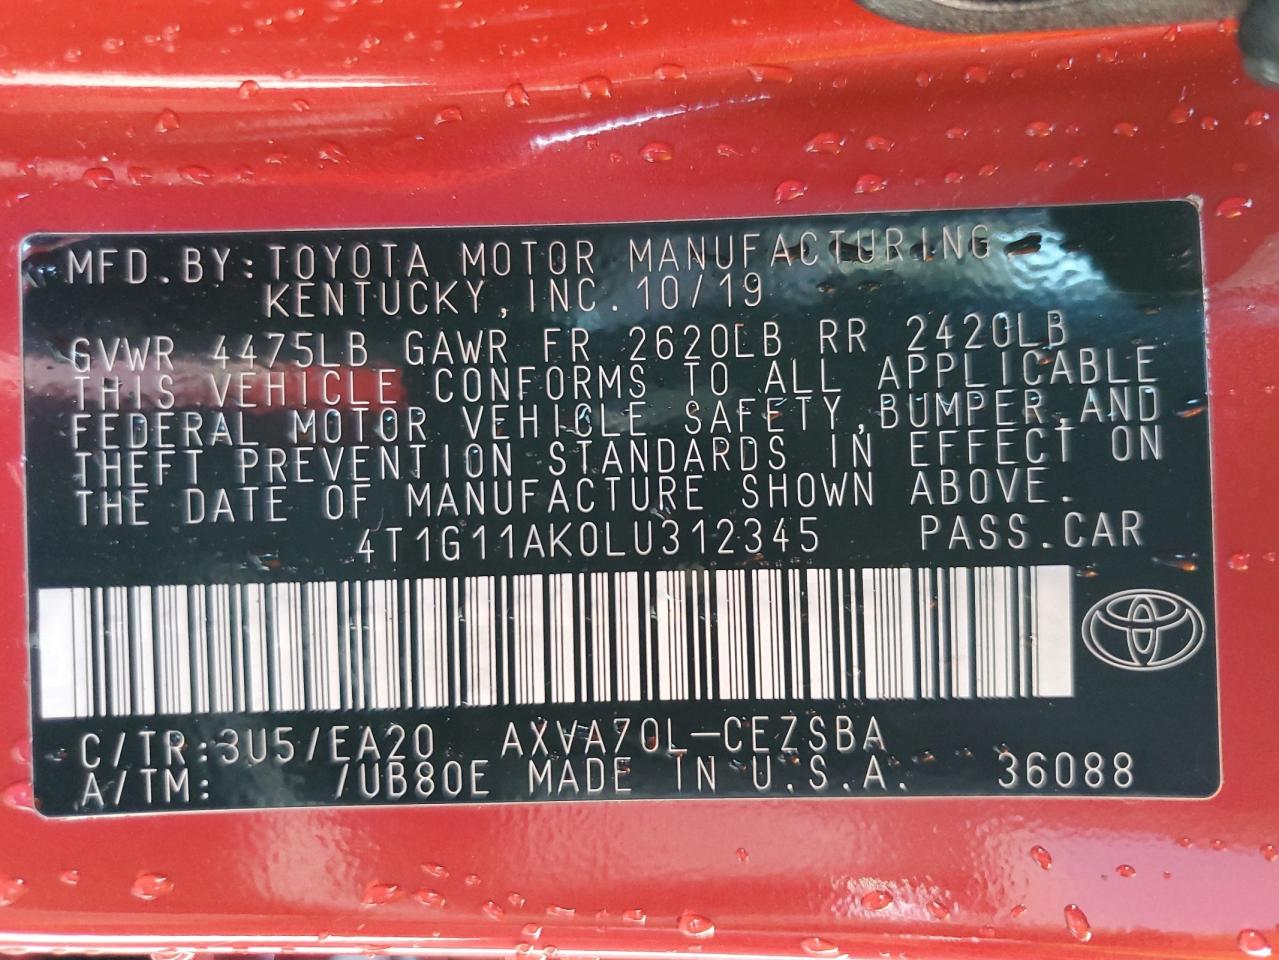 MFD. BY: TOYOTA MOTOR MANUFACTURING
KENTUCKY, INC. 10/19
GVWR 4475LB GAWR FR 2620LB RR 2420LB
THIS VEHICLE CONFORMS TO ALL APPLICABLE
FEDERAL MOTOR VEHICLE SAFETY, BUMPER, AND
THEFT PREVENTION STANDARDS IN EFFECT ON
THE DATE OF MANUFACTURE SHOWN ABOVE.
4T1G11AK0LU312345 PASS. CAR
C/TR: 3U5/EA20 AXVA70L-CEZSBA
A/TM: /UB80E MADE IN U.S.A. 36088